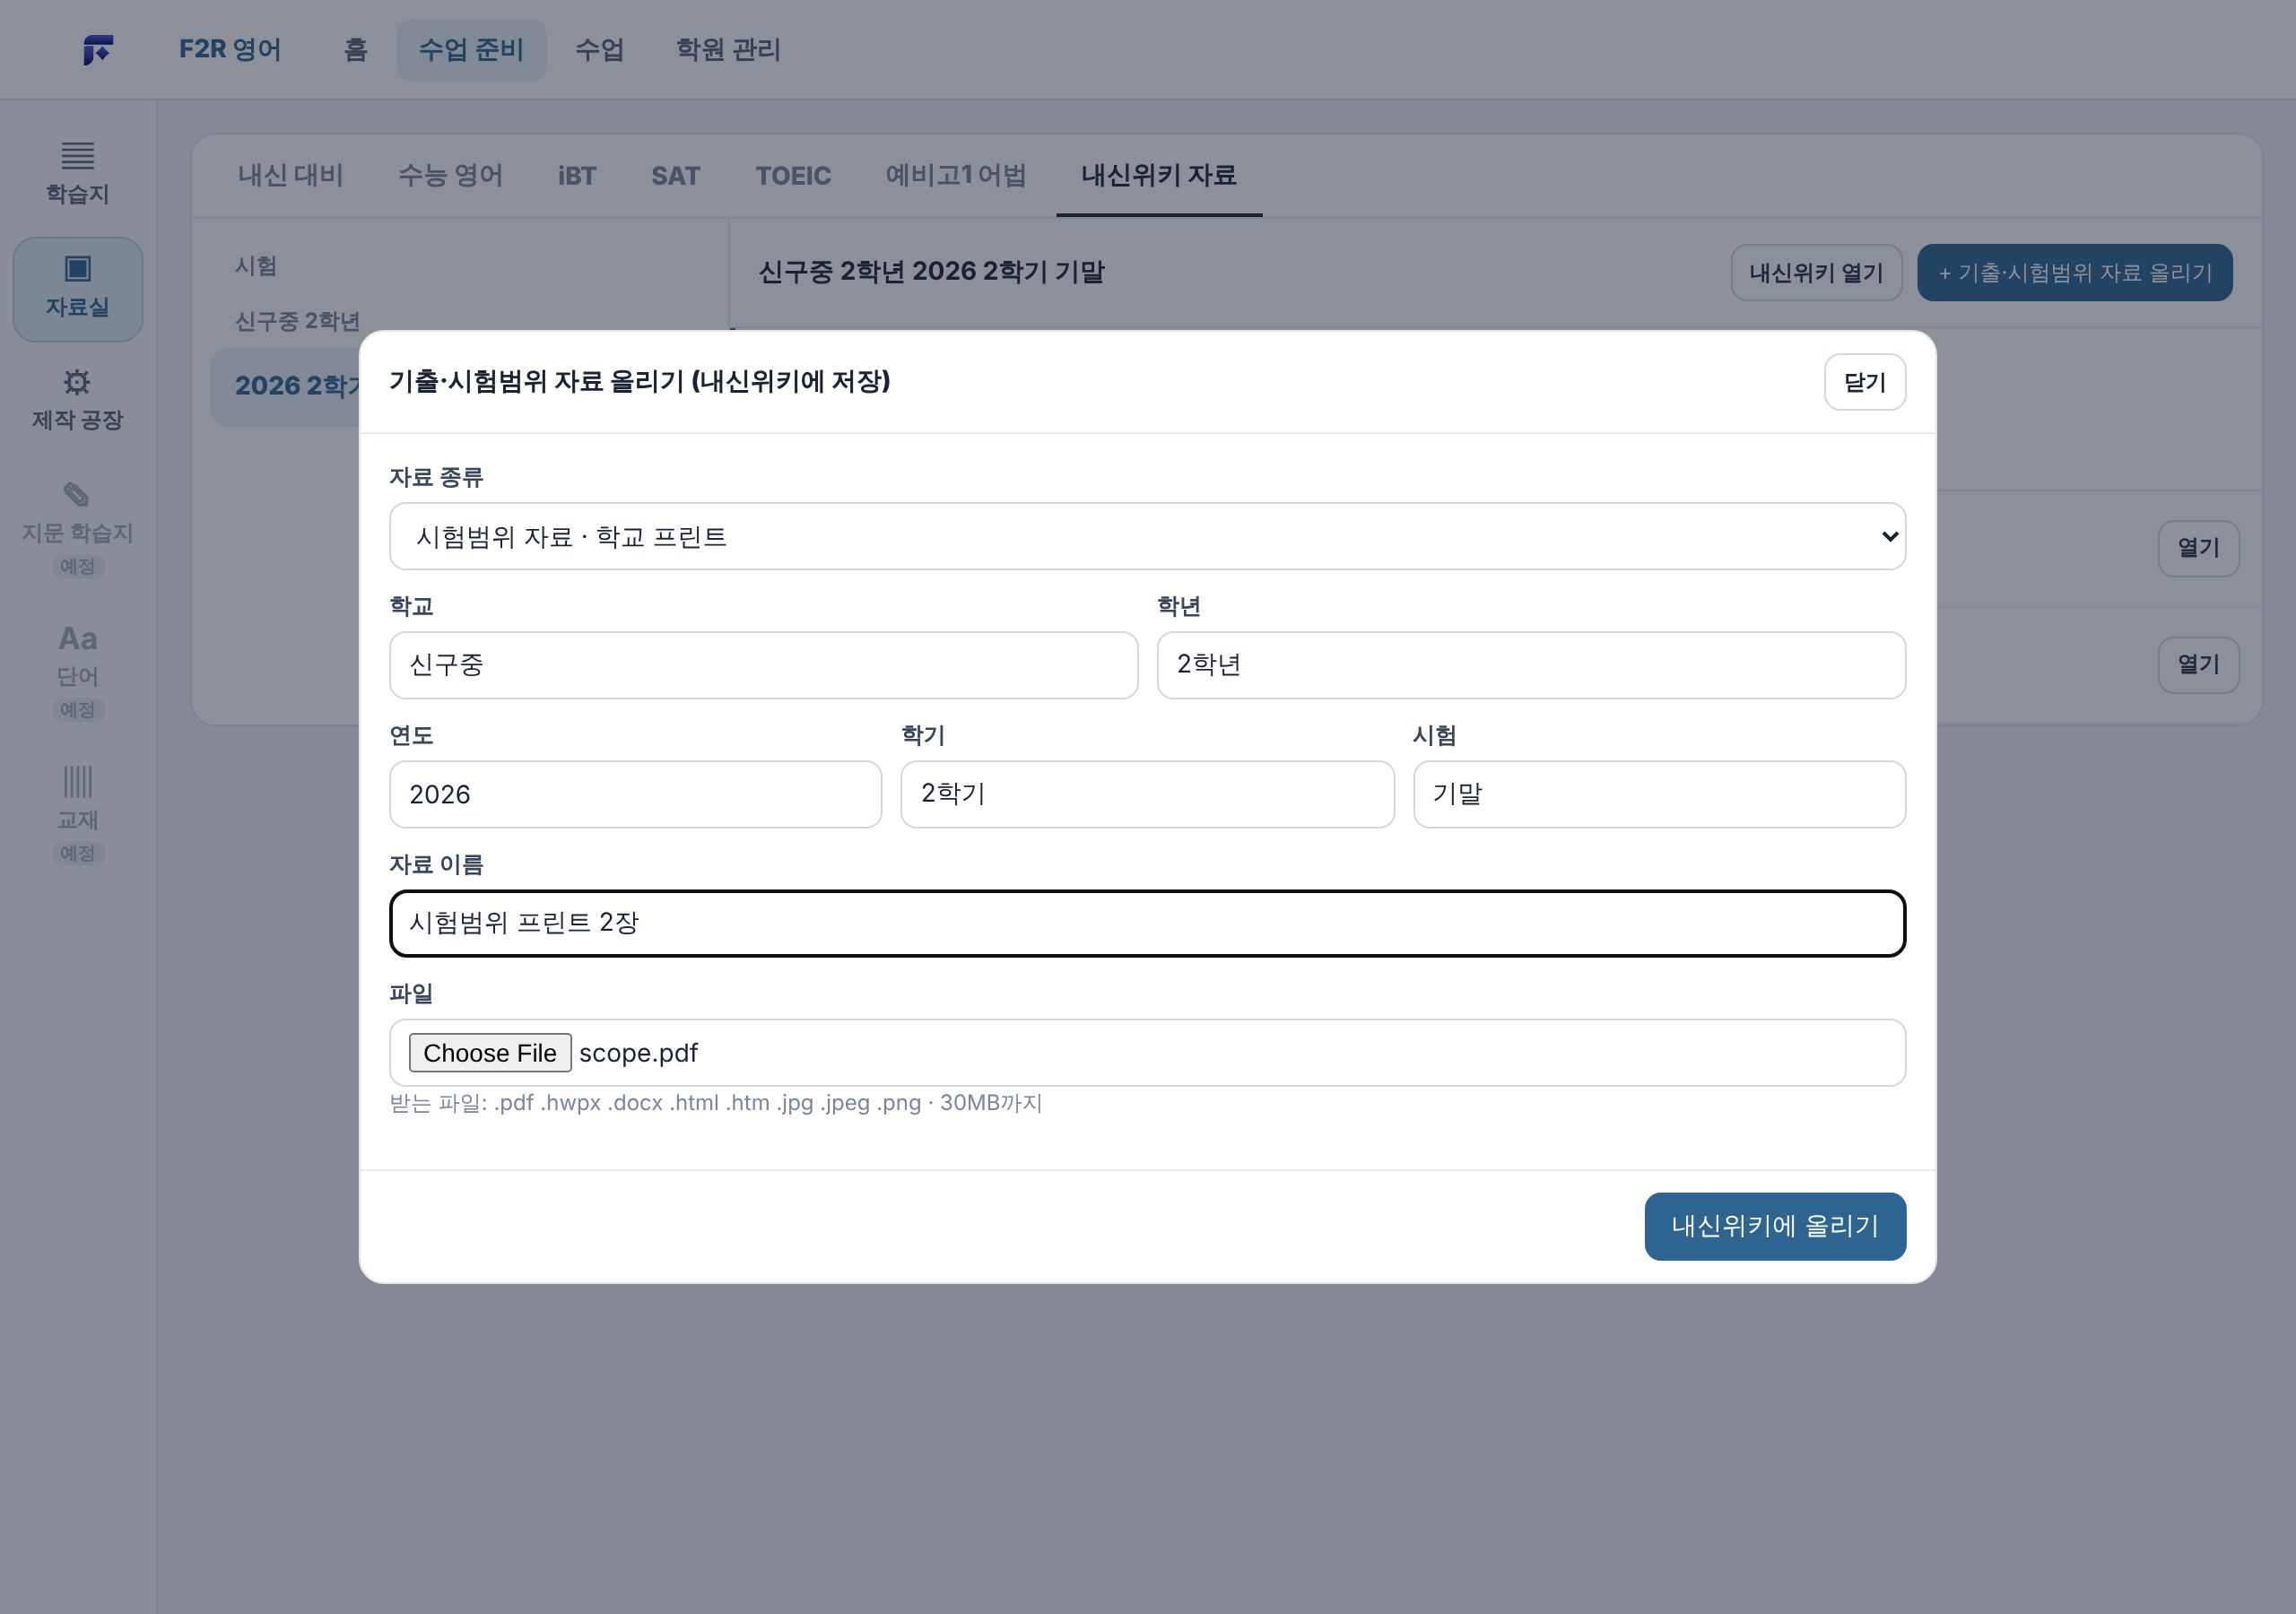 F2R 영어 홈 수업 준비 수업 학원 관리
학습지
자료실
제작 공장
지문 학습지
예정
Aa
단어
예정
교재
예정
내신 대비 수능 영어 iBT SAT TOEIC 예비고1 어법 내신위키 자료
시험
신구중 2학년
2026 2학기
신구중 2학년 2026 2학기 기말
내신위키 열기
+ 기출·시험범위 자료 올리기
열기
열기
기출·시험범위 자료 올리기 (내신위키에 저장)
닫기
자료 종류
시험범위 자료 · 학교 프린트
학교 학년
신구중 2학년
연도 학기 시험
2026 2학기 기말
자료 이름
시험범위 프린트 2장
파일
Choose File scope.pdf
받는 파일: .pdf .hwpx .docx .html .htm .jpg .jpeg .png · 30MB까지
내신위키에 올리기